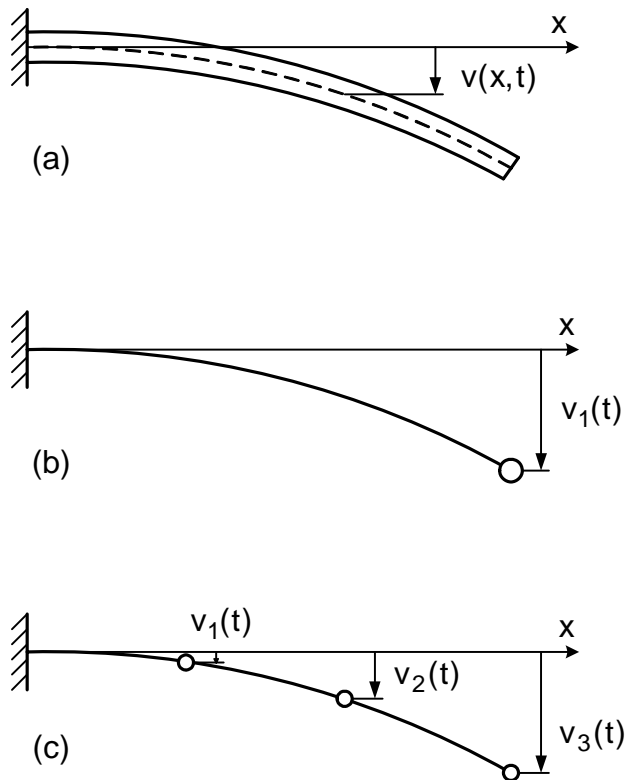 x
v(x,t)
(a)
x
v₁(t)
(b)
v₁(t)
x
v₂(t)
v₃(t)
(c)